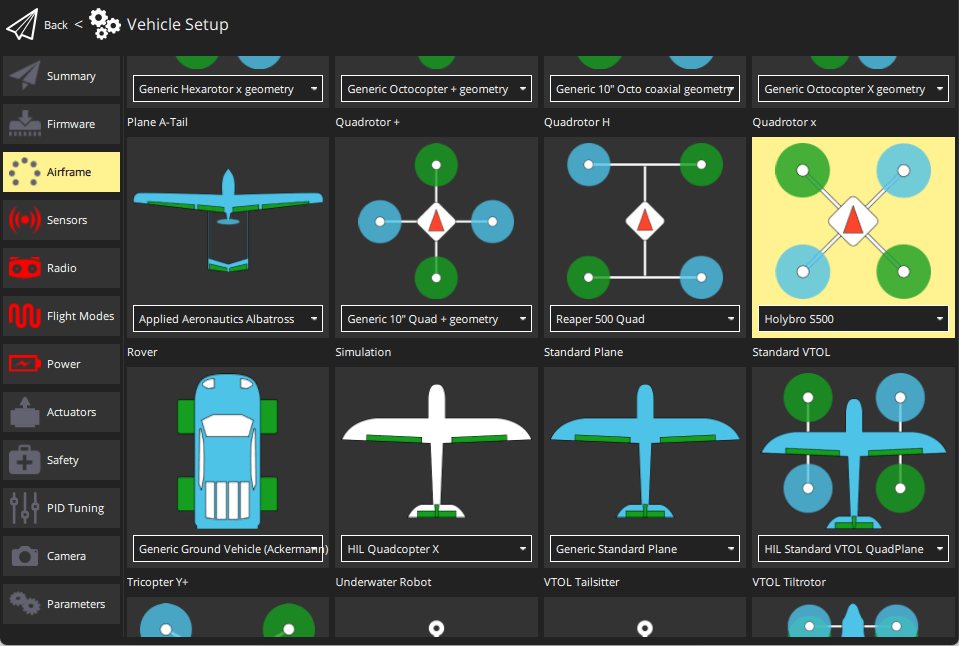 Back < Vehicle Setup
Summary
Firmware
Airframe
Sensors
Radio
Flight Modes
Power
Actuators
Safety
PID Tuning
Camera
Parameters
Generic Hexarotor x geometry
Generic Octocopter + geometry
Generic 10" Octo coaxial geometry
Generic Octocopter X geometry
Plane A-Tail
Quadrotor +
Quadrotor H
Quadrotor x
Applied Aeronautics Albatross
Generic 10" Quad + geometry
Reaper 500 Quad
Holybro S500
Rover
Simulation
Standard Plane
Standard VTOL
Generic Ground Vehicle (Ackermann)
HIL Quadcopter X
Generic Standard Plane
HIL Standard VTOL QuadPlane
Tricopter Y+
Underwater Robot
VTOL Tailsitter
VTOL Tiltrotor